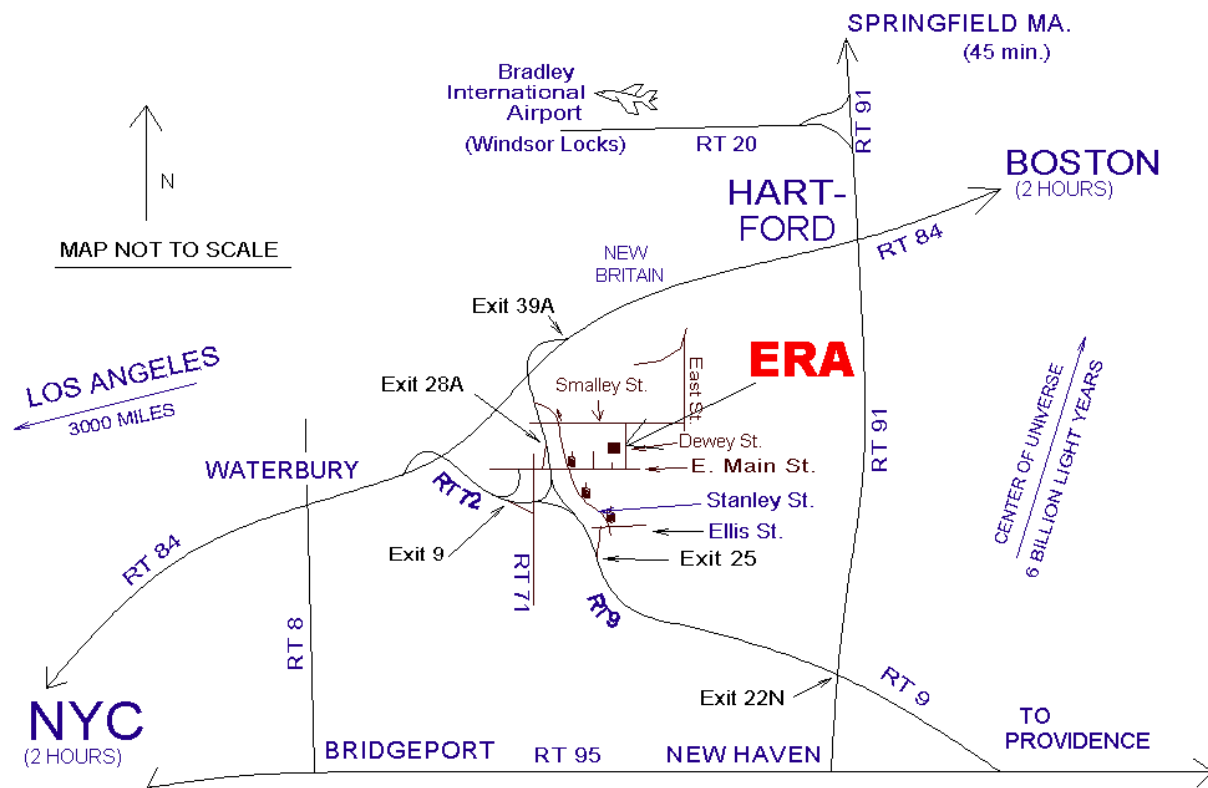 SPRINGFIELD MA.
(45 min.)
Bradley
International
Airport
(Windsor Locks)
RT 20
RT 91
N
BOSTON
(2 HOURS)
HART-
FORD
MAP NOT TO SCALE
NEW
BRITAIN
RT 84
Exit 39A
ERA
LOS ANGELES
3000 MILES
Exit 28A
Smalley St.
East St.
CENTER OF UNIVERSE
6 BILLION LIGHT YEARS
Dewey St.
RT 91
WATERBURY
E. Main St.
RT 72
Stanley St.
Ellis St.
Exit 9
Exit 25
RT 84
RT 71
RT 9
RT 8
Exit 22N
RT 9
NYC
(2 HOURS)
TO
PROVIDENCE
BRIDGEPORT
RT 95
NEW HAVEN